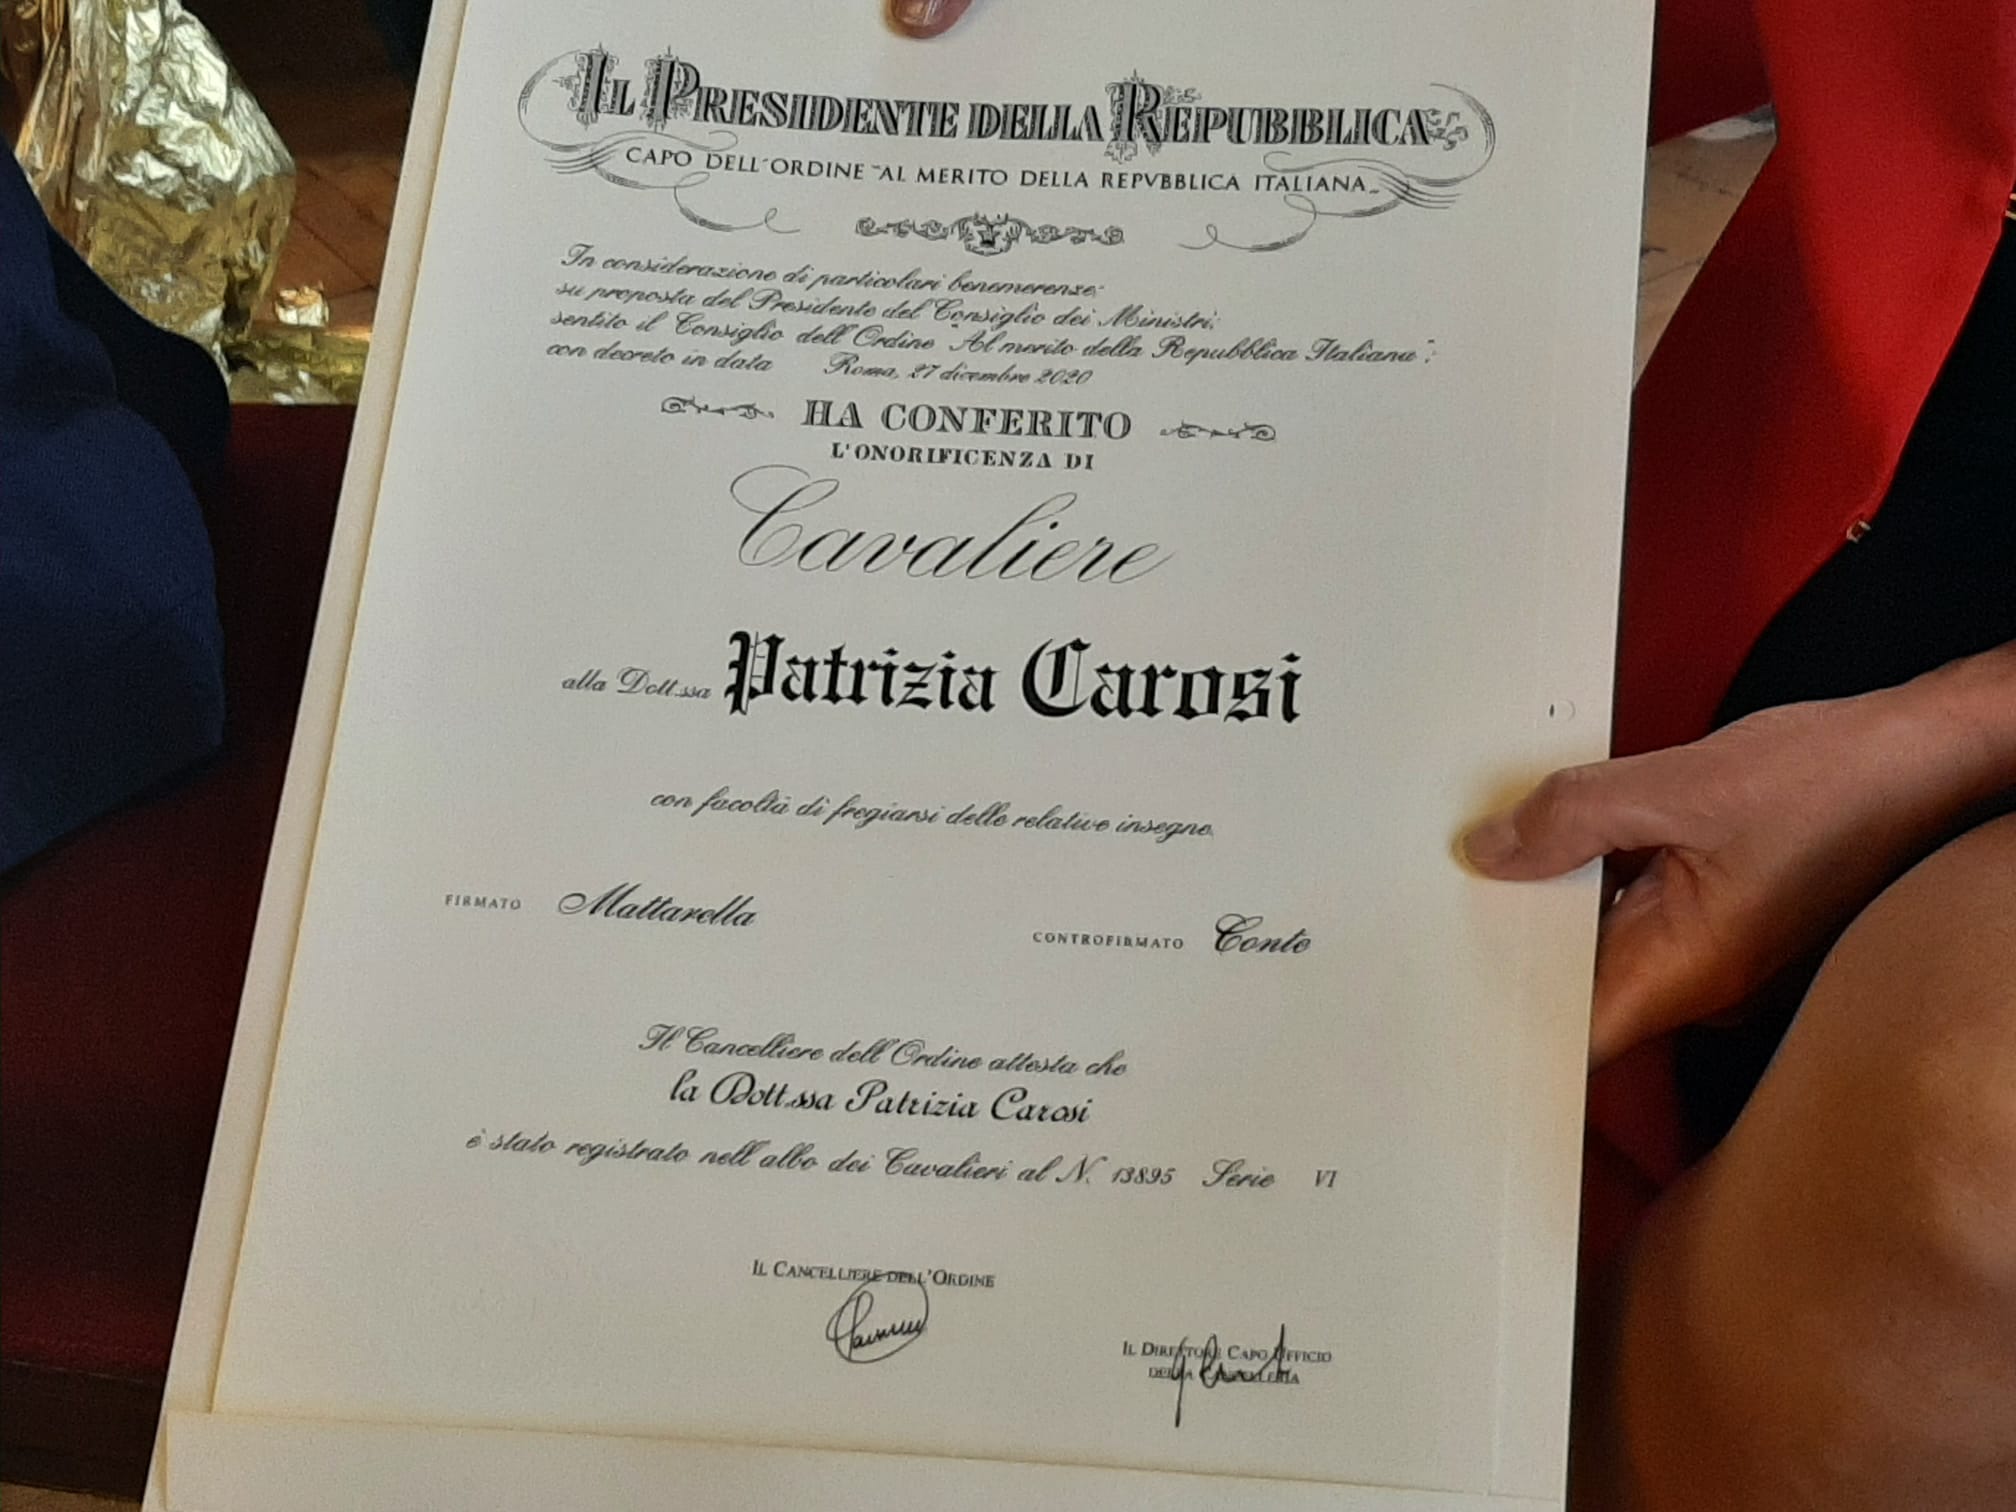 IL PRESIDENTE DELLA REPUBBLICA
CAPO DELL'ORDINE "AL MERITO DELLA REPVBBLICA ITALIANA"
In considerazione di particolari benemerenze;
su proposta del Presidente del Consiglio dei Ministri;
sentito il Consiglio dell'Ordine "Al merito della Repubblica Italiana";
con decreto in data Roma, 27 dicembre 2020
HA CONFERITO
L'ONORIFICENZA DI
Cavaliere
alla Dott.ssa Patrizia Carosi
con facoltà di fregiarsi delle relative insegne
FIRMATO Mattarella
CONTROFIRMATO Conte
Il Cancelliere dell'Ordine attesta che
la Dott.ssa Patrizia Carosi
è stato registrato nell'albo dei Cavalieri al N. 13895 Serie VI
IL CANCELLIERE DELL'ORDINE
IL DIRETTORE CAPO UFFICIO
DELLA CANCELLERIA